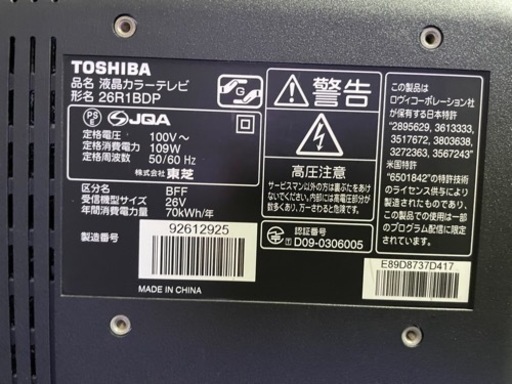 TOSHIBA
品名 液晶カラーテレビ
形名 26R1BDP
G
PS
E
JQA
定格電圧: 100V～
定格消費電力: 109W
定格周波数: 50/60 Hz
株式会社 東芝
区分名: BFF
受信機型サイズ: 26V
年間消費電力量: 70kWh/年
製造番号
92612925
MADE IN CHINA
警告
高圧注意
サービスマン以外の方は裏ぶたをあけ
ないでください。内部には高電圧部分が
数多くあり、万一さわると危険です。
認証番号
D09-0306005
この製品は
ロヴィコーポレーション社
が保有する日本特許
"2895629, 3613333,
3517672, 3803638,
3272363, 3567243"
米国特許
"6501842"の特許技術
のライセンス供与により
製造されたものであり、
この製品の使用は一部
のプログラム配信に限定
されます。
E89D8737D417